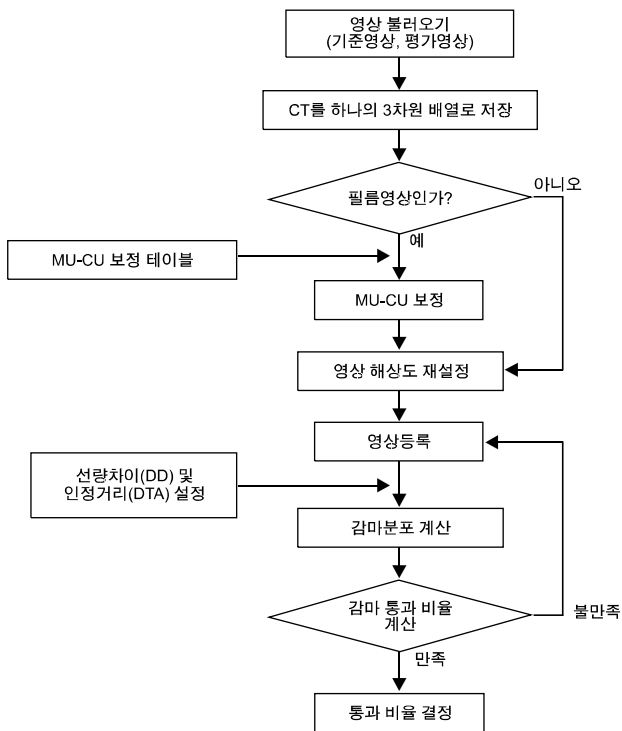 영상 불러오기
(기준영상, 평가영상)
CT를 하나의 3차원 배열로 저장
필름영상인가?
아니오
예
MU-CU 보정 테이블
MU-CU 보정
영상 해상도 재설정
영상등록
선량차이(DD) 및
인정거리(DTA) 설정
감마분포 계산
감마 통과 비율
계산
불만족
만족
통과 비율 결정